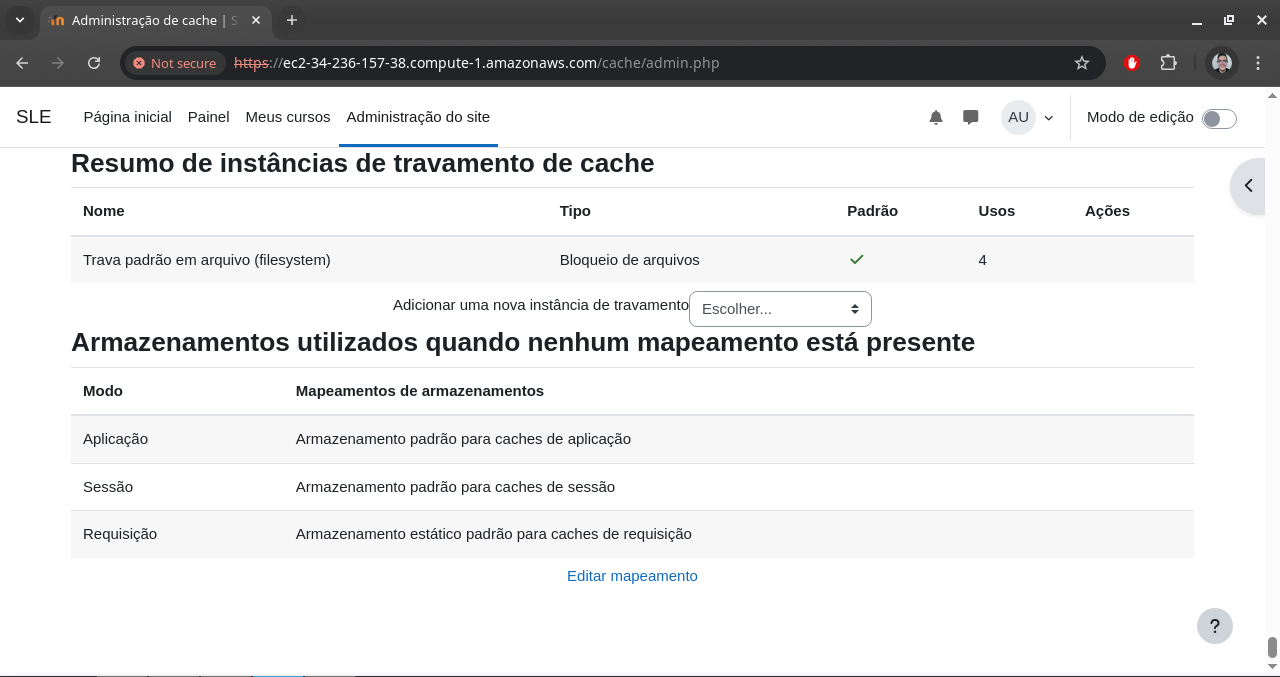 Administração de cache | S
Not secure https://ec2-34-236-157-38.compute-1.amazonaws.com/cache/admin.php
SLE Página inicial Painel Meus cursos Administração do site AU Modo de edição
Resumo de instâncias de travamento de cache
Nome Tipo Padrão Usos Ações
Trava padrão em arquivo (filesystem) Bloqueio de arquivos 4
Adicionar uma nova instância de travamento Escolher...
Armazenamentos utilizados quando nenhum mapeamento está presente
Modo Mapeamentos de armazenamentos
Aplicação Armazenamento padrão para caches de aplicação
Sessão Armazenamento padrão para caches de sessão
Requisição Armazenamento estático padrão para caches de requisição
Editar mapeamento
?